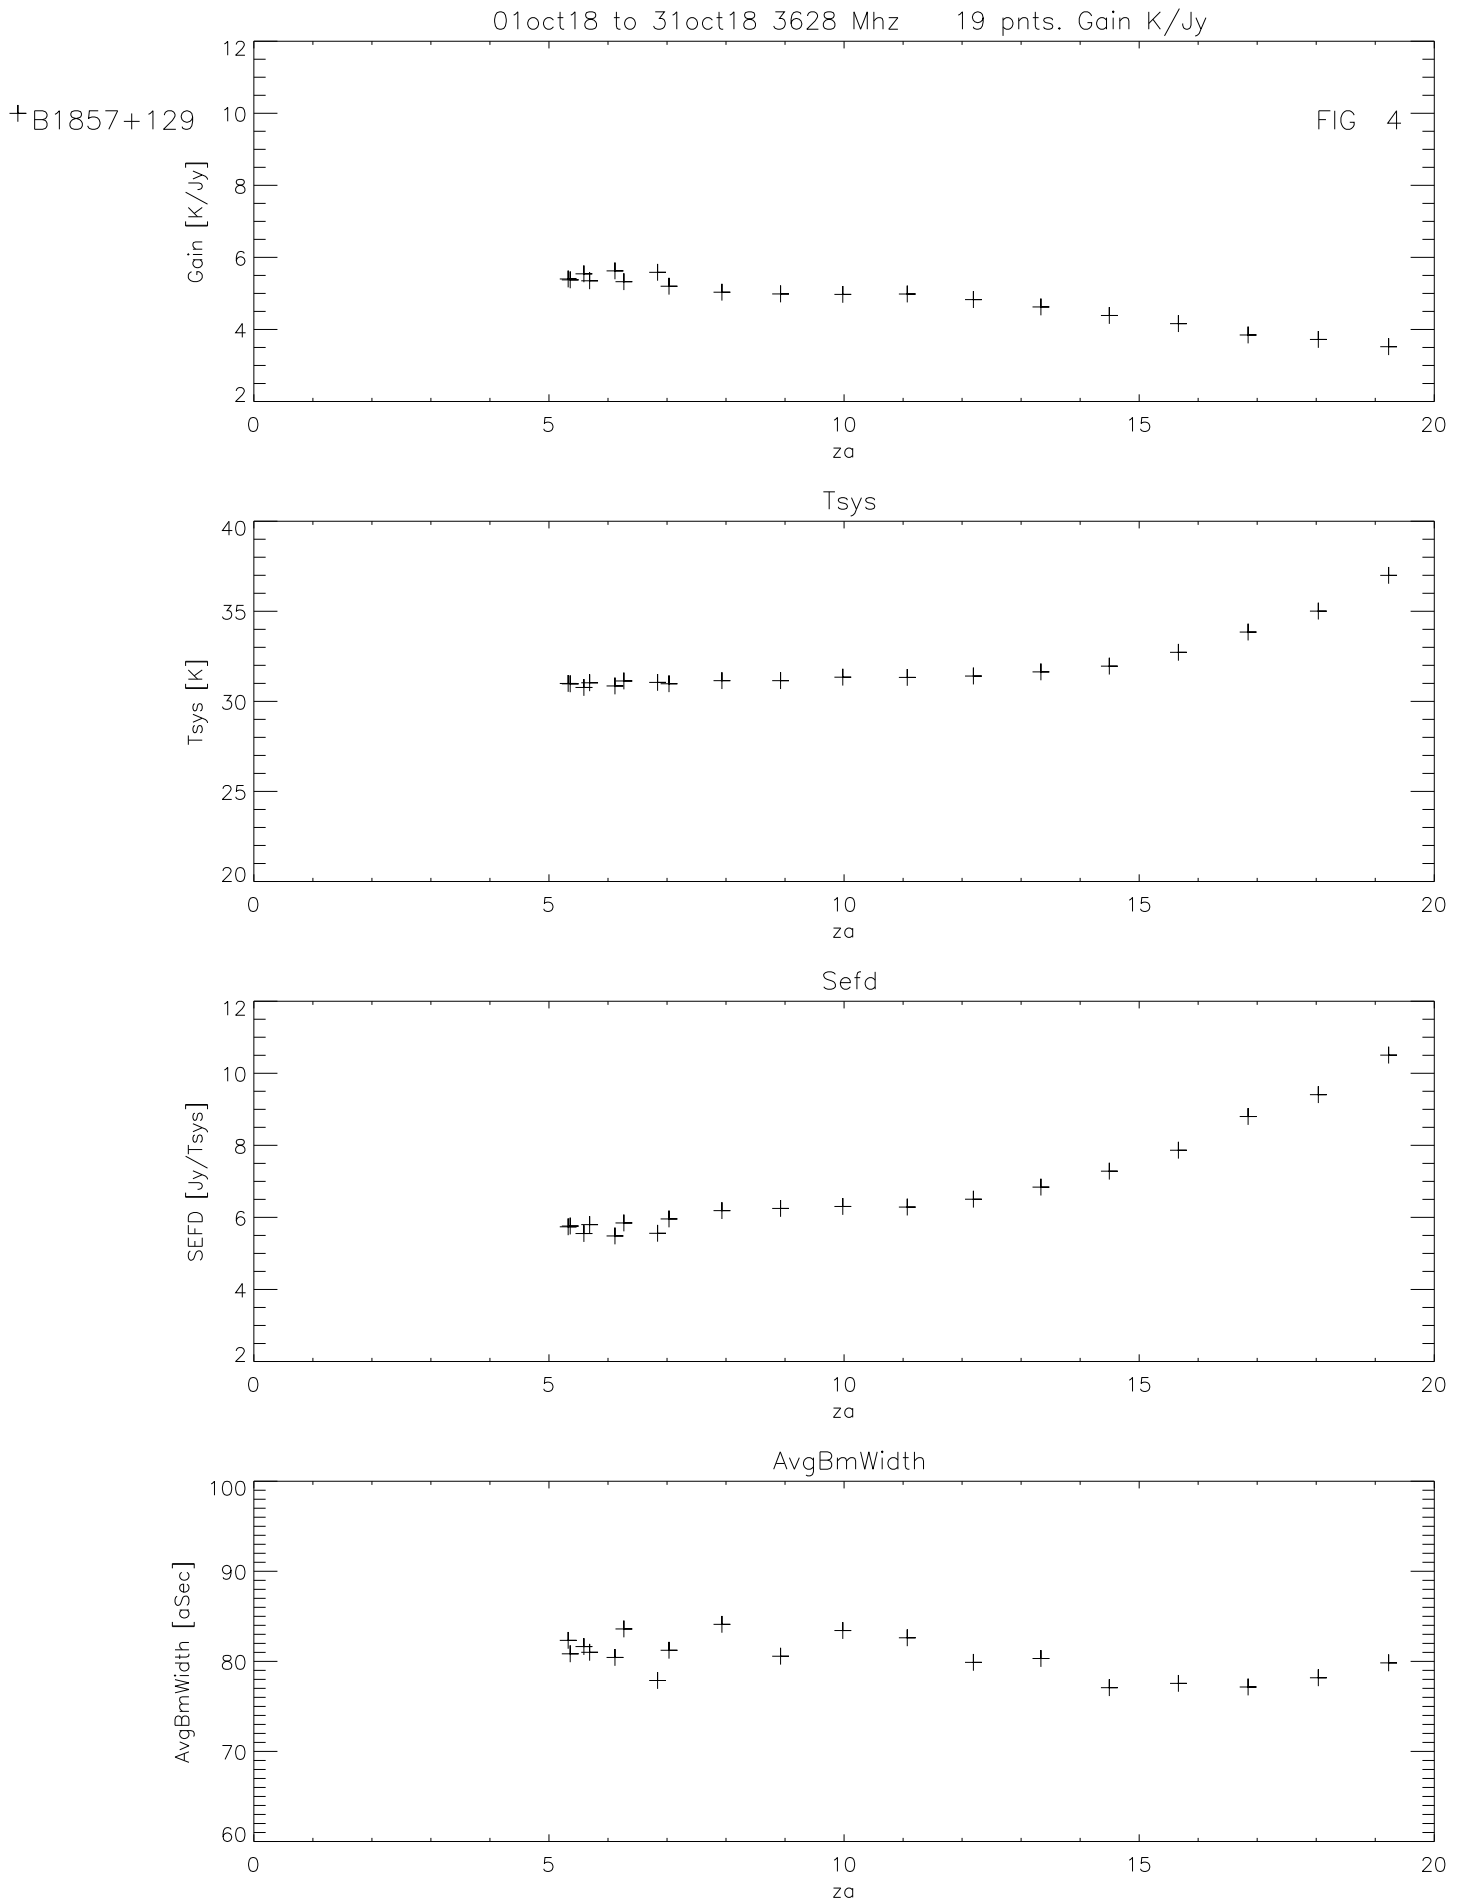 01oct18 to 31oct18 3628 Mhz 19 pnts. Gain K/Jy
+B1857+129
FIG 4
Gain [K/Jy]
12
10
8
6
4
2
0 5 10 15 20
za
Tsys
Tsys [K]
40
35
30
25
20
0 5 10 15 20
za
Sefd
SEFD [Jy/Tsys]
12
10
8
6
4
2
0 5 10 15 20
za
AvgBmWidth
AvgBmWidth [aSec]
100
90
80
70
60
0 5 10 15 20
za